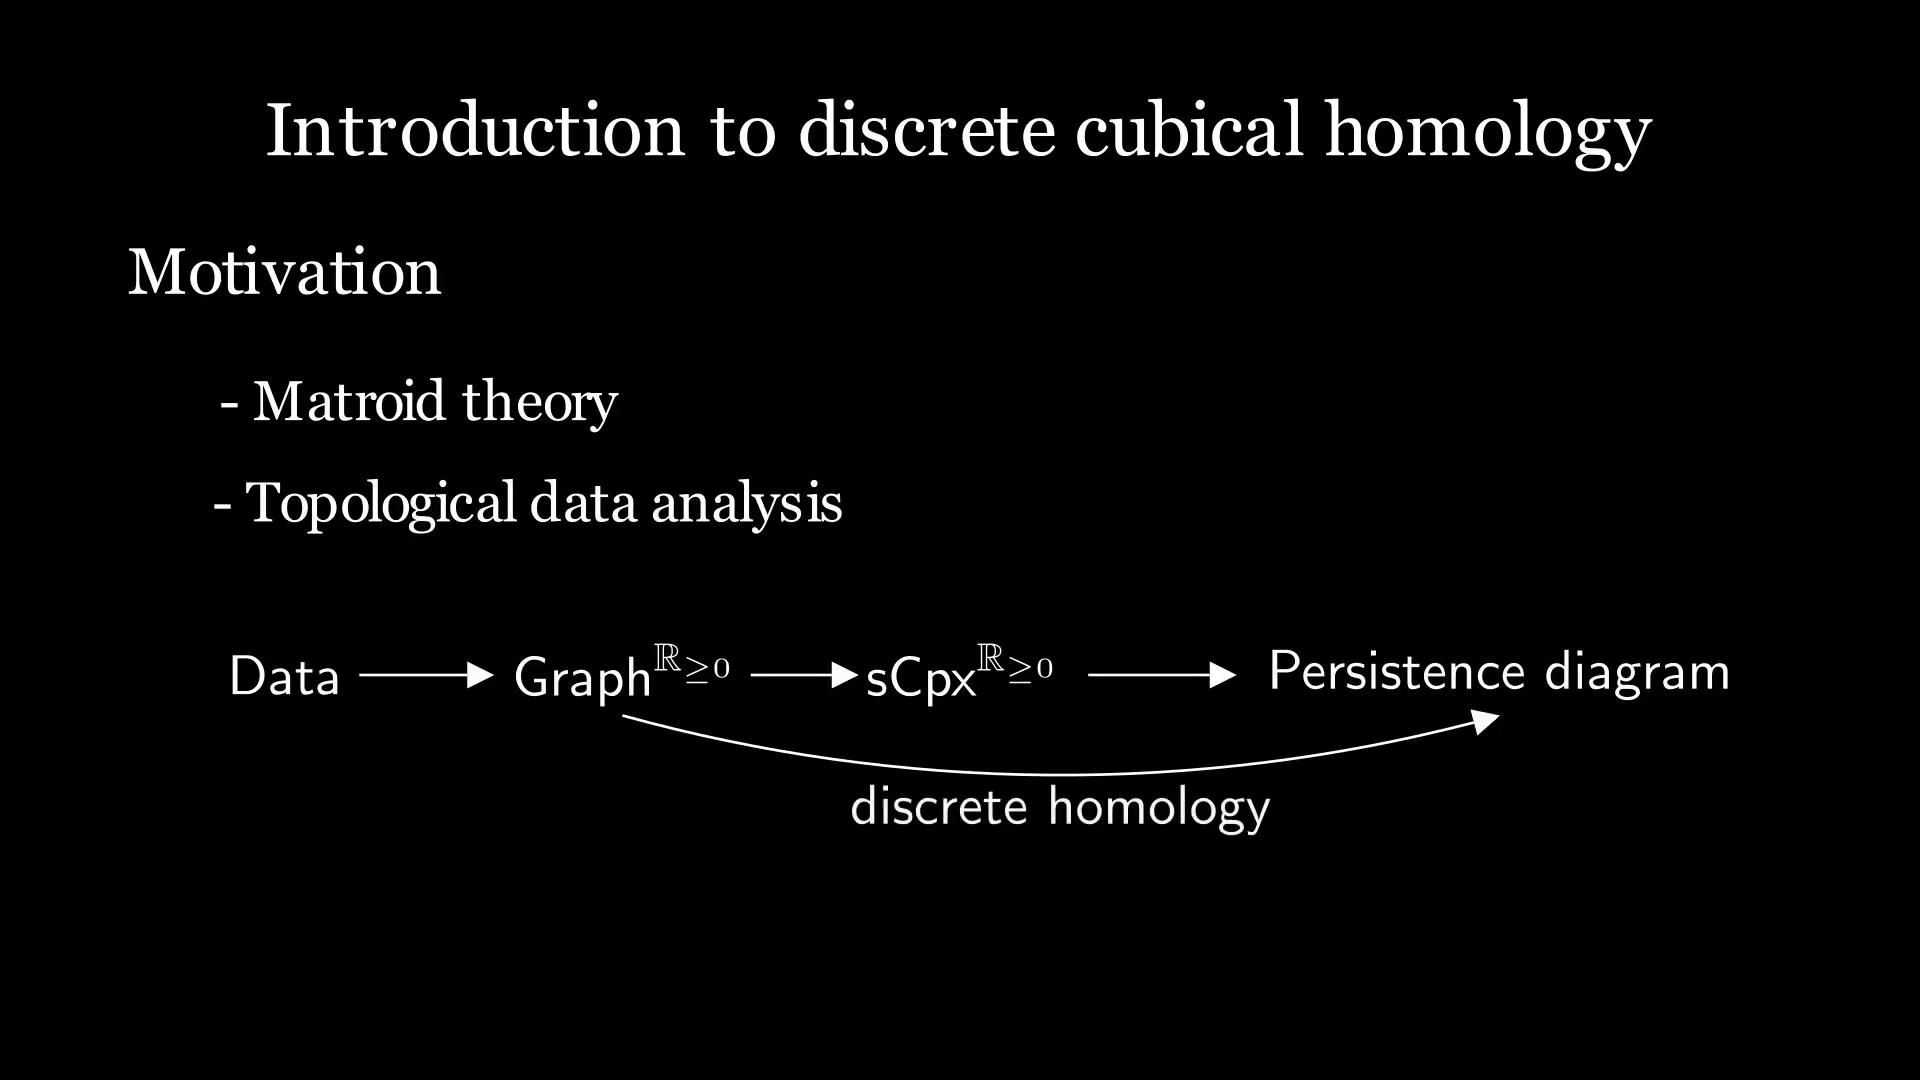 Introduction to discrete cubical homology
Motivation
- Matroid theory
- Topological data analysis
Data → Graph^ℝ≥0 → sCpx^ℝ≥0 → Persistence diagram
discrete homology